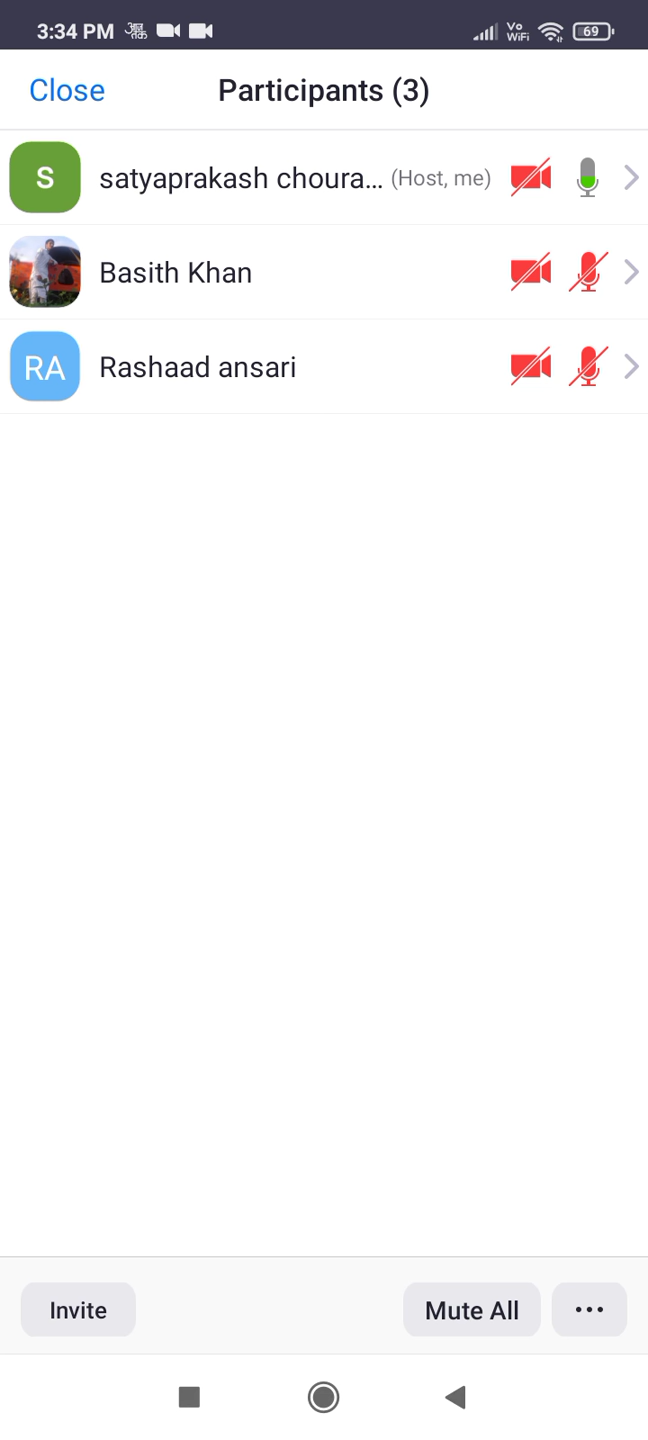 3:34 PM
Vo
WiFi
69
Close
Participants (3)
S
satyaprakash choura... (Host, me)
Basith Khan
RA
Rashaad ansari
Invite
Mute All